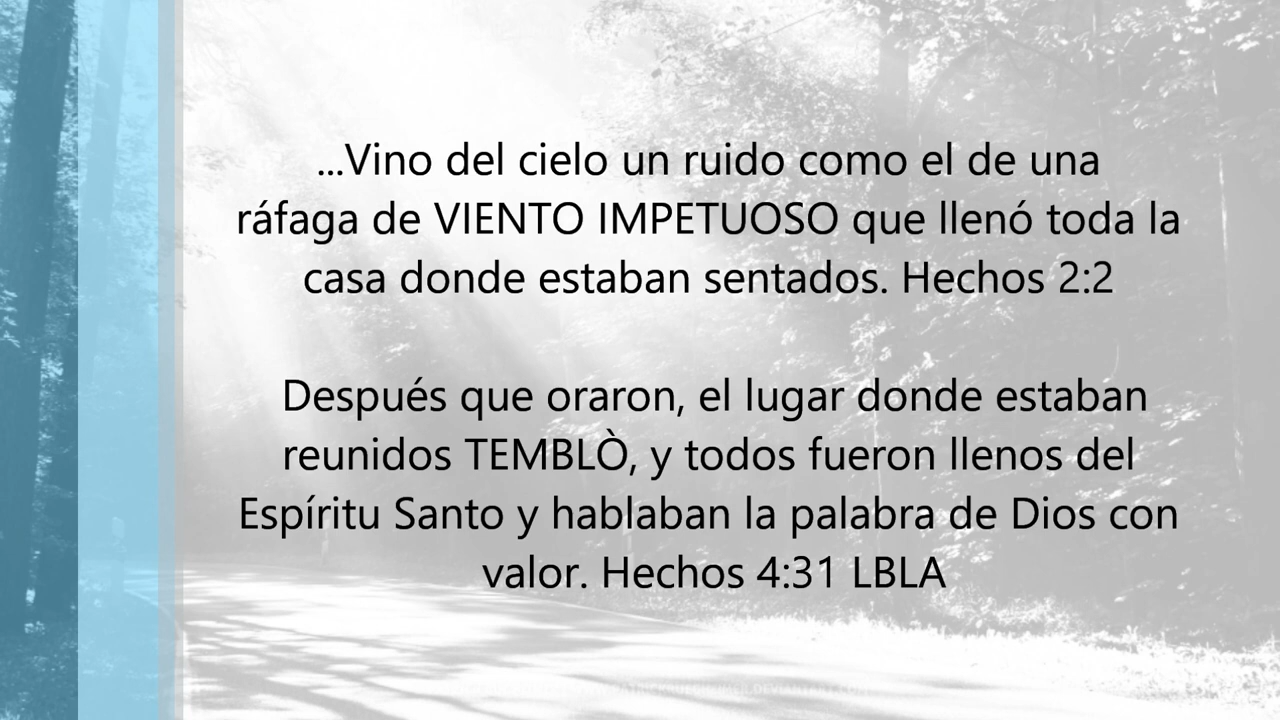 ...Vino del cielo un ruido como el de una
ráfaga de VIENTO IMPETUOSO que llenó toda la
casa donde estaban sentados. Hechos 2:2
Después que oraron, el lugar donde estaban
reunidos TEMBLÒ, y todos fueron llenos del
Espíritu Santo y hablaban la palabra de Dios con
valor. Hechos 4:31 LBLA